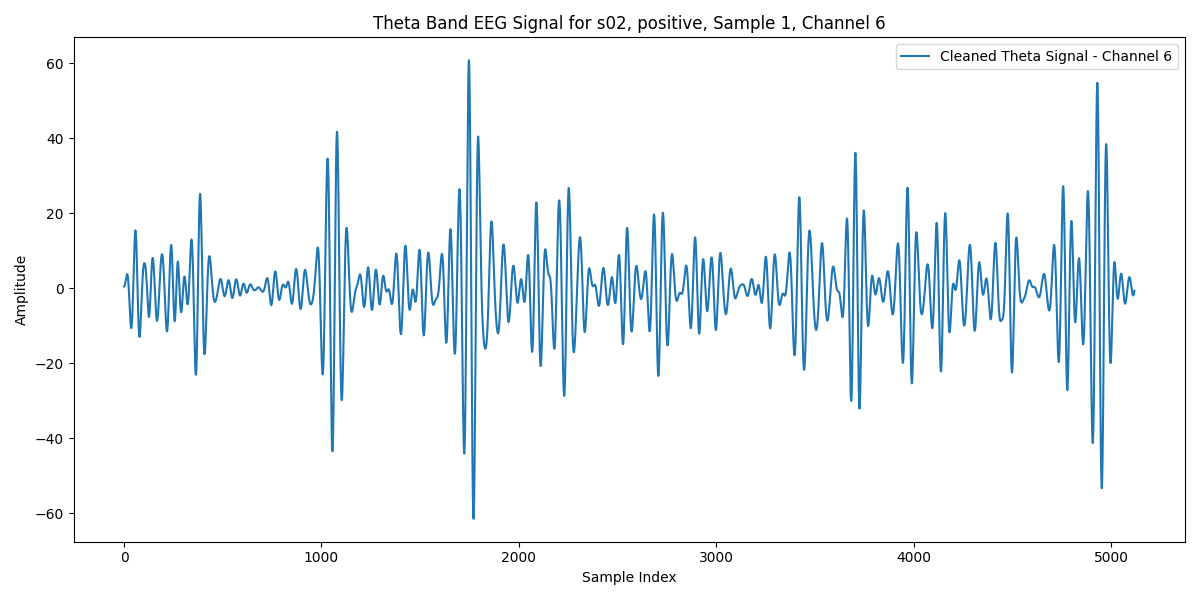 Theta Band EEG Signal for s02, positive, Sample 1, Channel 6
Cleaned Theta Signal - Channel 6
60
40
20
0
−20
−40
−60
Amplitude
0 1000 2000 3000 4000 5000
Sample Index